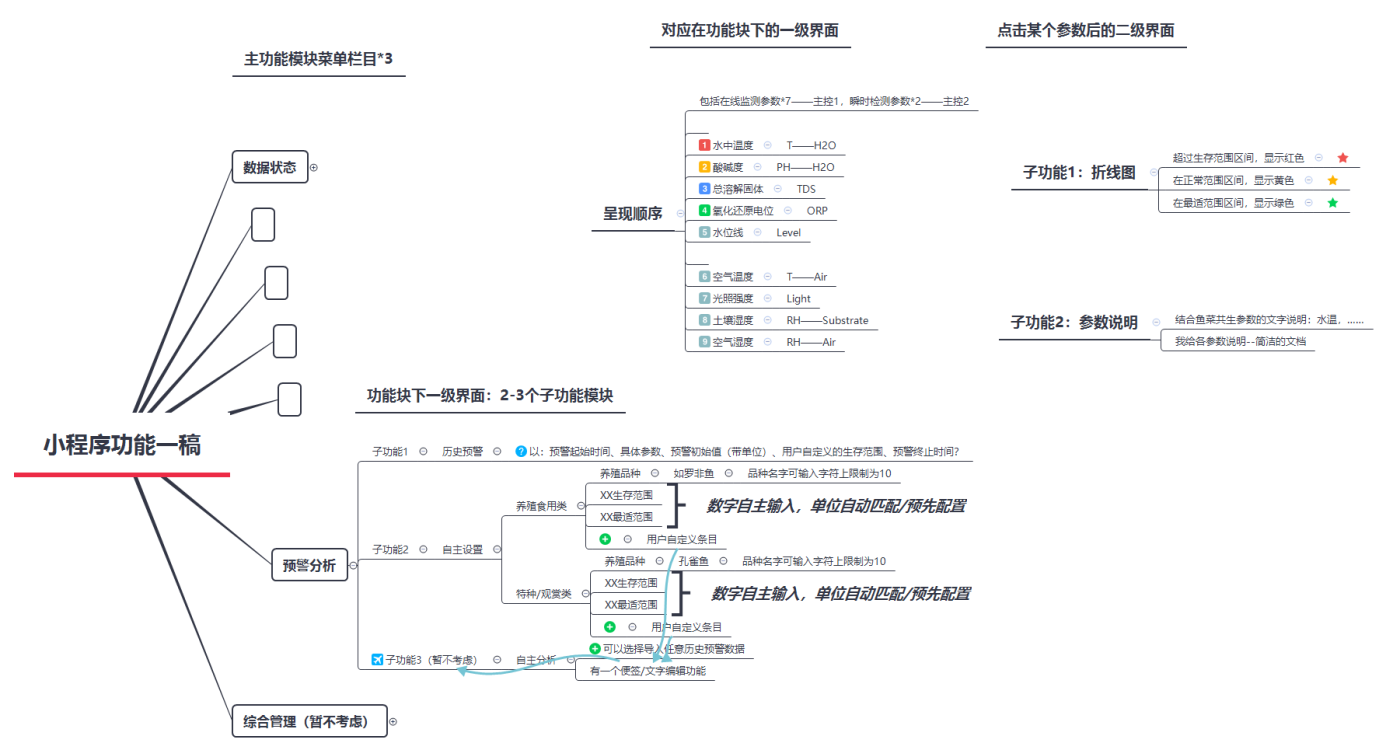 对应在功能块下的一级界面
点击某个参数后的二级界面
主功能模块菜单栏目*3
包括在线监测参数*7——主控1，瞬时检测参数*2——主控2
呈现顺序
1 水中温度 T——H2O
2 酸碱度 PH——H2O
3 总溶解固体 TDS
4 氧化还原电位 ORP
5 水位线 Level
6 空气温度 T——Air
7 光照强度 Light
8 土壤湿度 RH——Substrate
9 空气湿度 RH——Air
子功能1：折线图
超过生存范围区间，显示红色
在正常范围区间，显示黄色
在最适范围区间，显示绿色
子功能2：参数说明
结合鱼菜共生参数的文字说明：水温，……
我给各参数说明--简洁的文档
数据状态
小程序功能一稿
功能块下一级界面：2-3个子功能模块
预警分析
子功能1 历史预警 ? 以：预警起始时间、具体参数、预警初始值（带单位）、用户自定义的生存范围、预警终止时间？
子功能2 自主设置
养殖食用类
养殖品种 如罗非鱼 品种名字可输入字符上限制为10
XX生存范围
XX最适范围
数字自主输入，单位自动匹配/预先配置
用户自定义条目
特种/观赏类
养殖品种 孔雀鱼 品种名字可输入字符上限制为10
XX生存范围
XX最适范围
数字自主输入，单位自动匹配/预先配置
用户自定义条目
子功能3（暂不考虑） 自主分析
可以选择导入任意历史预警数据
有一个便签/文字编辑功能
综合管理（暂不考虑）